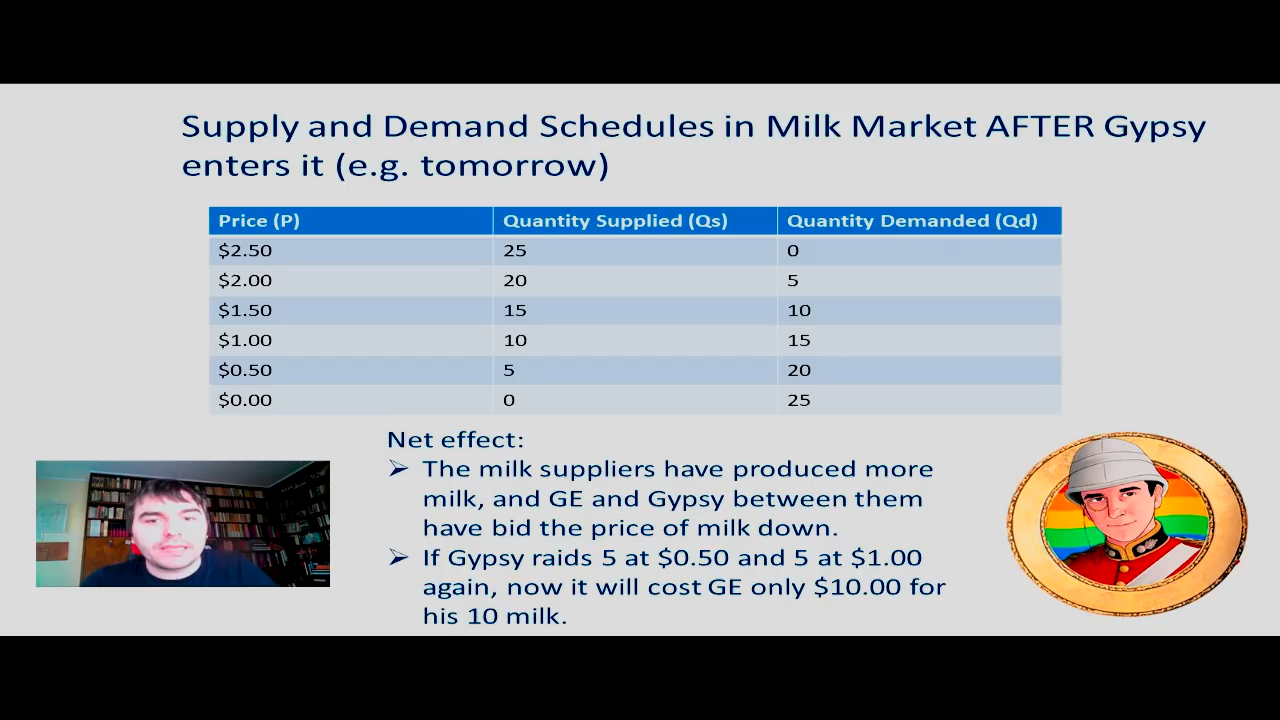 Supply and Demand Schedules in Milk Market AFTER Gypsy
enters it (e.g. tomorrow)
Price (P) Quantity Supplied (Qs) Quantity Demanded (Qd)
$2.50 25 0
$2.00 20 5
$1.50 15 10
$1.00 10 15
$0.50 5 20
$0.00 0 25
Net effect:
➢ The milk suppliers have produced more
milk, and GE and Gypsy between them
have bid the price of milk down.
➢ If Gypsy raids 5 at $0.50 and 5 at $1.00
again, now it will cost GE only $10.00 for
his 10 milk.